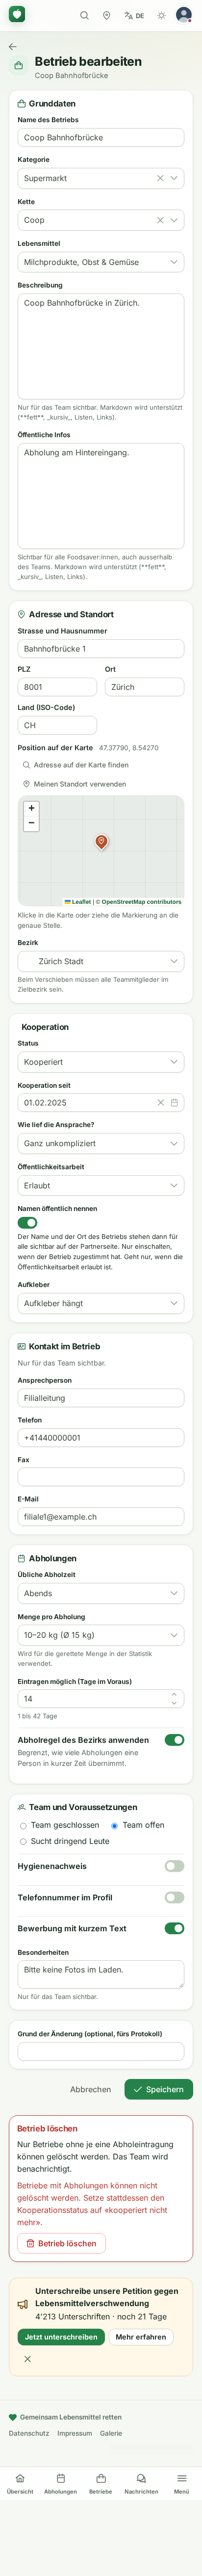 DE
Betrieb bearbeiten
Coop Bahnhofbrücke
Grunddaten
Name des Betriebs
Coop Bahnhofbrücke
Kategorie
Supermarkt
Kette
Coop
Lebensmittel
Milchprodukte, Obst & Gemüse
Beschreibung
Coop Bahnhofbrücke in Zürich.
Nur für das Team sichtbar. Markdown wird unterstützt
(**fett**, _kursiv_, Listen, Links).
Öffentliche Infos
Abholung am Hintereingang.
Sichtbar für alle Foodsaver:innen, auch ausserhalb
des Teams. Markdown wird unterstützt (**fett**,
_kursiv_, Listen, Links).
Adresse und Standort
Strasse und Hausnummer
Bahnhofbrücke 1
PLZ
Ort
8001
Zürich
Land (ISO-Code)
CH
Position auf der Karte 47.37790, 8.54270
Adresse auf der Karte finden
Meinen Standort verwenden
+
−
Leaflet | © OpenStreetMap contributors
Klicke in die Karte oder ziehe die Markierung an die
genaue Stelle.
Bezirk
Zürich Stadt
Beim Verschieben müssen alle Teammitglieder im
Zielbezirk sein.
Kooperation
Status
Kooperiert
Kooperation seit
01.02.2025
Wie lief die Ansprache?
Ganz unkompliziert
Öffentlichkeitsarbeit
Erlaubt
Namen öffentlich nennen
Der Name und der Ort des Betriebs stehen dann für
alle sichtbar auf der Partnerseite. Nur einschalten,
wenn der Betrieb zugestimmt hat. Geht nur, wenn die
Öffentlichkeitsarbeit erlaubt ist.
Aufkleber
Aufkleber hängt
Kontakt im Betrieb
Nur für das Team sichtbar.
Ansprechperson
Filialleitung
Telefon
+41440000001
Fax
E-Mail
filiale1@example.ch
Abholungen
Übliche Abholzeit
Abends
Menge pro Abholung
10–20 kg (Ø 15 kg)
Wird für die gerettete Menge in der Statistik
verwendet.
Eintragen möglich (Tage im Voraus)
14
1 bis 42 Tage
Abholregel des Bezirks anwenden
Begrenzt, wie viele Abholungen eine
Person in kurzer Zeit übernimmt.
Team und Voraussetzungen
Team geschlossen
Team offen
Sucht dringend Leute
Hygienenachweis
Telefonnummer im Profil
Bewerbung mit kurzem Text
Besonderheiten
Bitte keine Fotos im Laden.
Nur für das Team sichtbar.
Grund der Änderung (optional, fürs Protokoll)
Abbrechen
Speichern
Betrieb löschen
Nur Betriebe ohne je eine Abholeintragung
können gelöscht werden. Das Team wird
benachrichtigt.
Betriebe mit Abholungen können nicht
gelöscht werden. Setze stattdessen den
Kooperationsstatus auf «kooperiert nicht
mehr».
Betrieb löschen
Unterschreibe unsere Petition gegen
Lebensmittelverschwendung
4'213 Unterschriften · noch 21 Tage
Jetzt unterschreiben
Mehr erfahren
Gemeinsam Lebensmittel retten
Datenschutz
Impressum
Galerie
Übersicht
Abholungen
Betriebe
Nachrichten
Menü